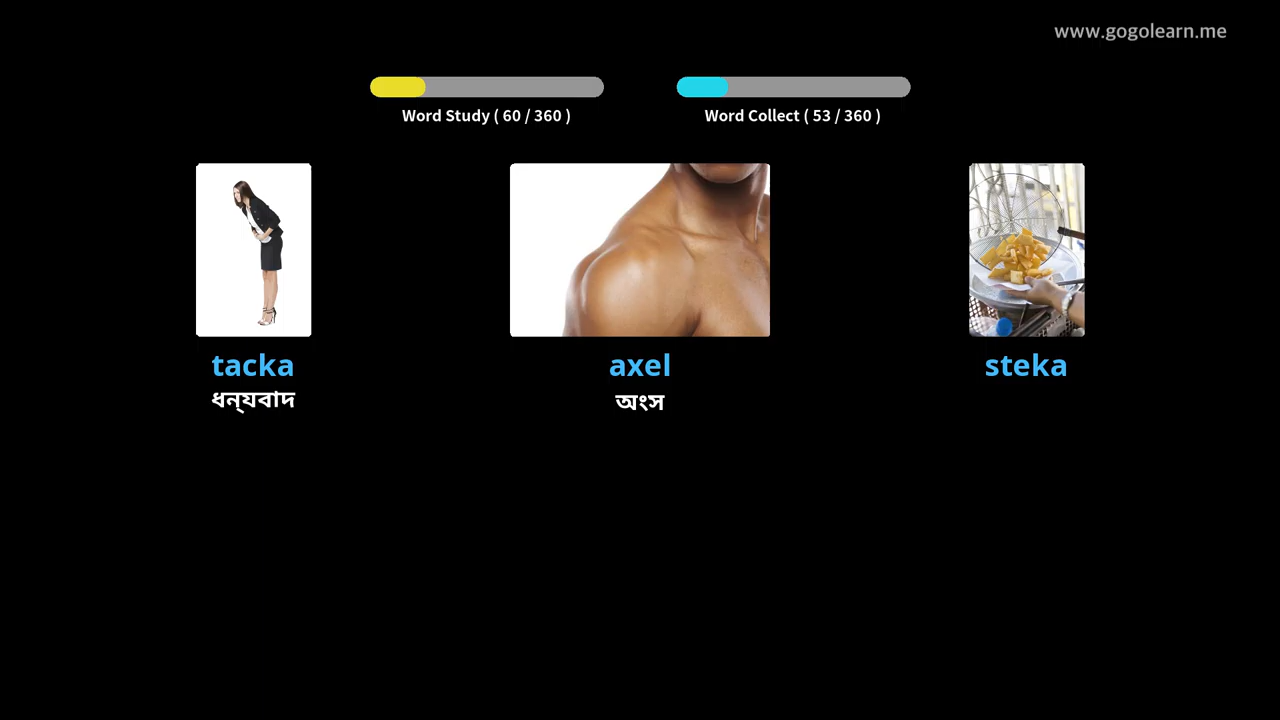 www.gogolearn.me
Word Study ( 60 / 360 )
Word Collect ( 53 / 360 )
tacka
axel
steka
ধন্যবাদ
অংস